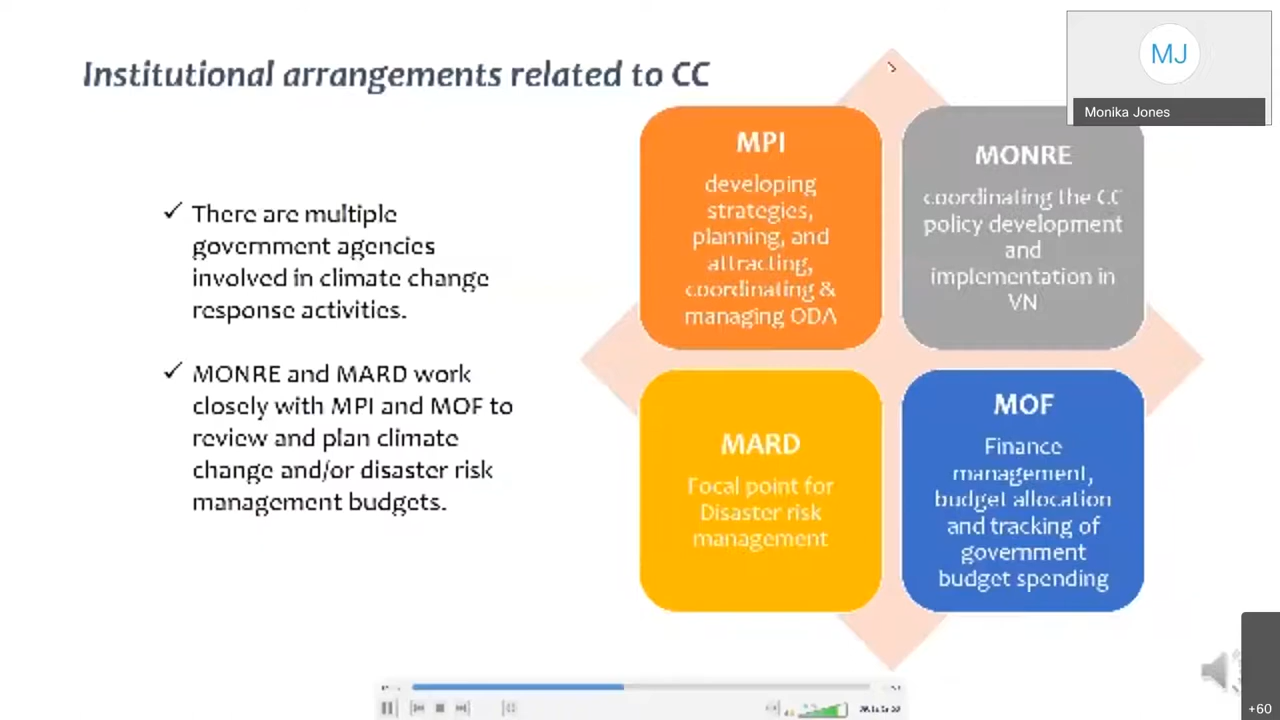 Institutional arrangements related to CC
✓ There are multiple
government agencies
involved in climate change
response activities.
✓ MONRE and MARD work
closely with MPI and MOF to
review and plan climate
change and/or disaster risk
management budgets.
MPI
developing
strategies,
planning, and
attracting,
coordinating &
managing ODA
MONRE
coordinating the CC
policy development
and
implementation in
VN
MARD
Focal point for
Disaster risk
management
MOF
Finance
management,
budget allocation
and tracking of
government
budget spending
MJ
Monika Jones
+60